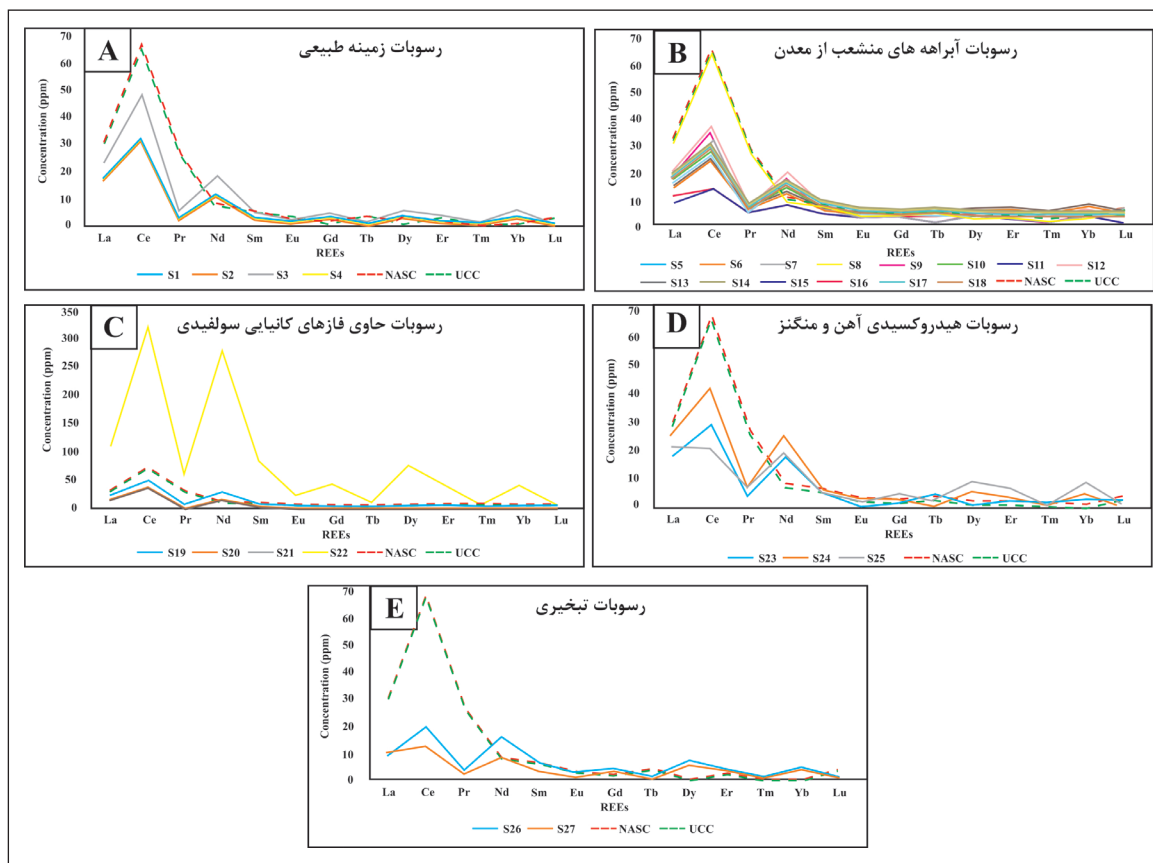 A
رسوبات زمینه طبیعی
Concentration (ppm)
70
60
50
40
30
20
10
0
La Ce Pr Nd Sm Eu Gd Tb Dy Er Tm Yb Lu
REEs
S1 S2 S3 S4 NASC UCC
B
رسوبات آبراهه های منشعب از معدن
Concentration (ppm)
70
60
50
40
30
20
10
0
La Ce Pr Nd Sm Eu Gd Tb Dy Er Tm Yb Lu
REEs
S5 S6 S7 S8 S9 S10 S11 S12
S13 S14 S15 S16 S17 S18 NASC UCC
C
رسوبات حاوی فازهای کانیایی سولفیدی
Concentration (ppm)
350
300
250
200
150
100
50
0
La Ce Pr Nd Sm Eu Gd Tb Dy Er Tm Yb Lu
REEs
S19 S20 S21 S22 NASC UCC
D
رسوبات هیدروکسیدی آهن و منگنز
Concentration (ppm)
70
60
50
40
30
20
10
0
La Ce Pr Nd Sm Eu Gd Tb Dy Er Tm Yb Lu
REEs
S23 S24 S25 NASC UCC
E
رسوبات تبخیری
Concentration (ppm)
70
60
50
40
30
20
10
0
La Ce Pr Nd Sm Eu Gd Tb Dy Er Tm Yb Lu
REEs
S26 S27 NASC UCC